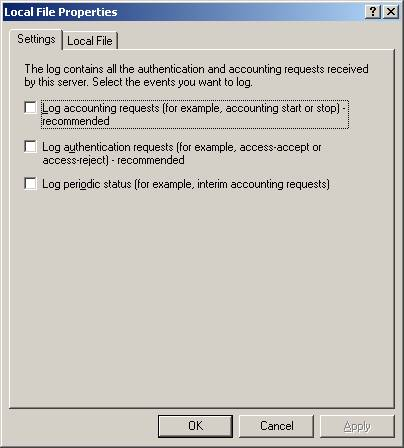 Local File Properties
Settings
Local File
The log contains all the authentication and accounting requests received
by this server. Select the events you want to log.
Log accounting requests (for example, accounting start or stop) -
recommended
Log authentication requests (for example, access-accept or
access-reject) - recommended
Log periodic status (for example, interim accounting requests)
OK
Cancel
Apply